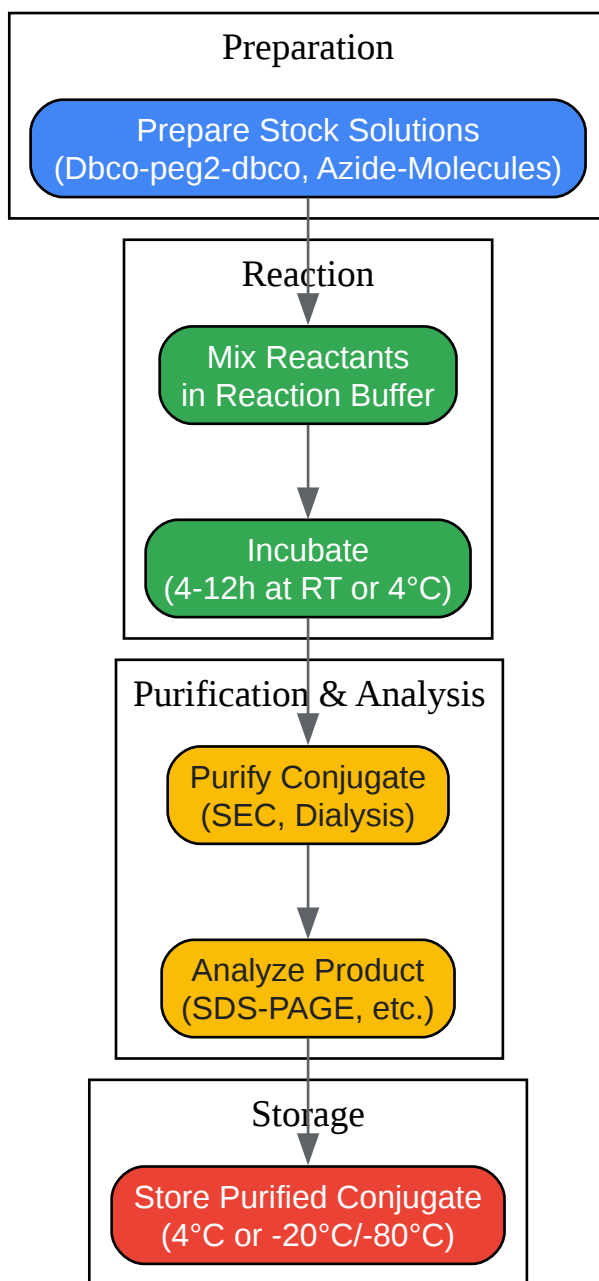 Preparation
Prepare Stock Solutions
(Dbco-peg2-dbco, Azide-Molecules)
Reaction
Mix Reactants
in Reaction Buffer
Incubate
(4-12h at RT or 4°C)
Purification & Analysis
Purify Conjugate
(SEC, Dialysis)
Analyze Product
(SDS-PAGE, etc.)
Storage
Store Purified Conjugate
(4°C or -20°C/-80°C)